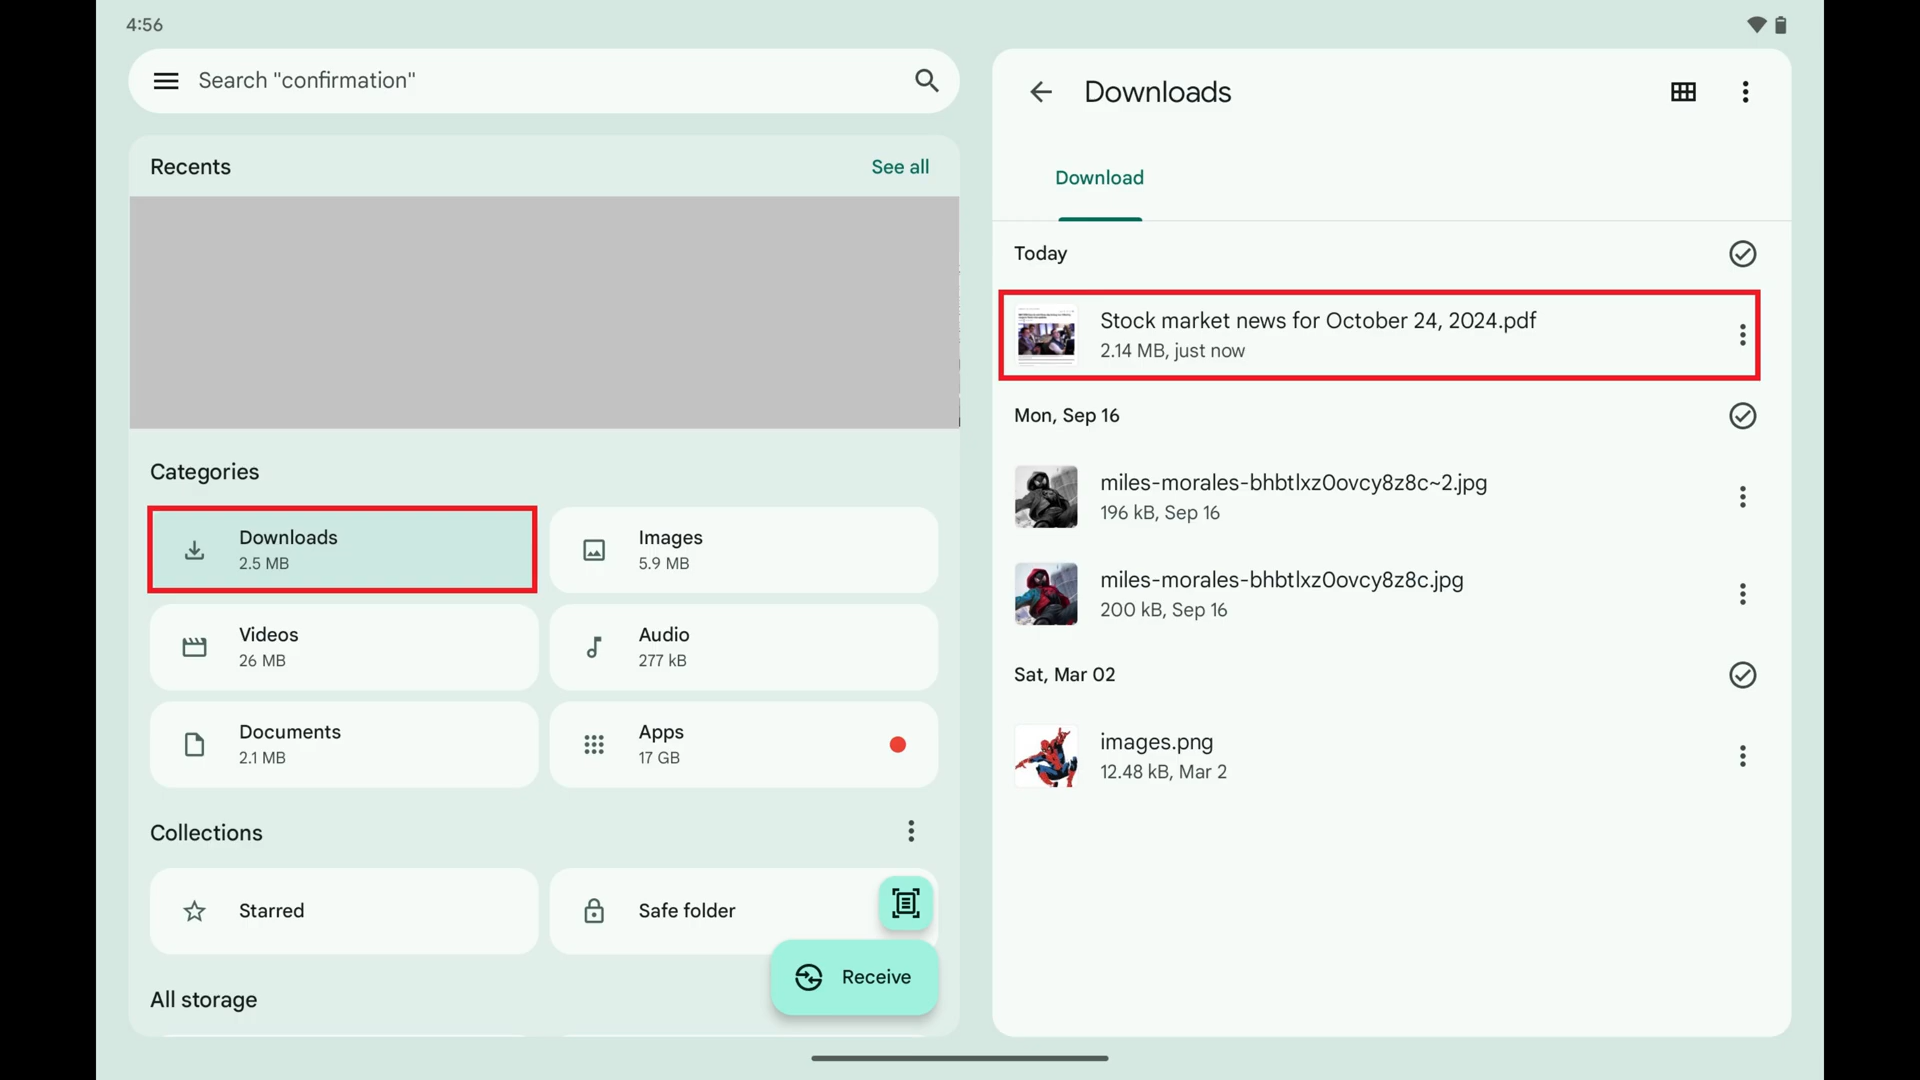 4:56
Search "confirmation"
Recents
See all
Categories
Downloads
2.5 MB
Images
5.9 MB
Videos
26 MB
Audio
277 kB
Documents
2.1 MB
Apps
17 GB
Collections
Starred
Safe folder
Receive
All storage
Downloads
Download
Today
Stock market news for October 24, 2024.pdf
2.14 MB, just now
Mon, Sep 16
miles-morales-bhbtlxz0ovcy8z8c~2.jpg
196 kB, Sep 16
miles-morales-bhbtlxz0ovcy8z8c.jpg
200 kB, Sep 16
Sat, Mar 02
images.png
12.48 kB, Mar 2